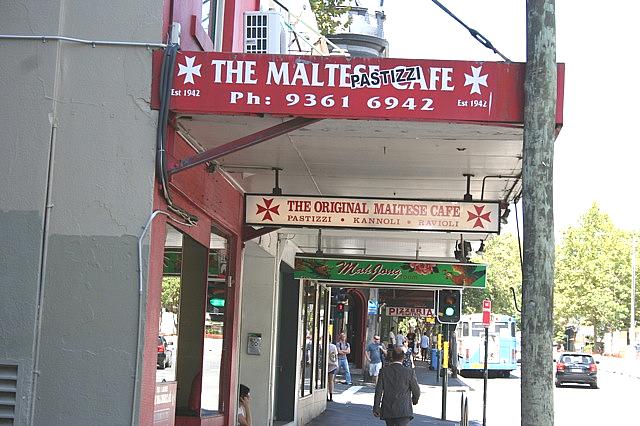 THE MALTESE CAFE
PASTIZZI
Est 1942
Ph: 9361 6942
Est 1942
THE ORIGINAL MALTESE CAFE
PASTIZZI • KANNOLI • RAVIOLI
MahJong
PIZZERIA